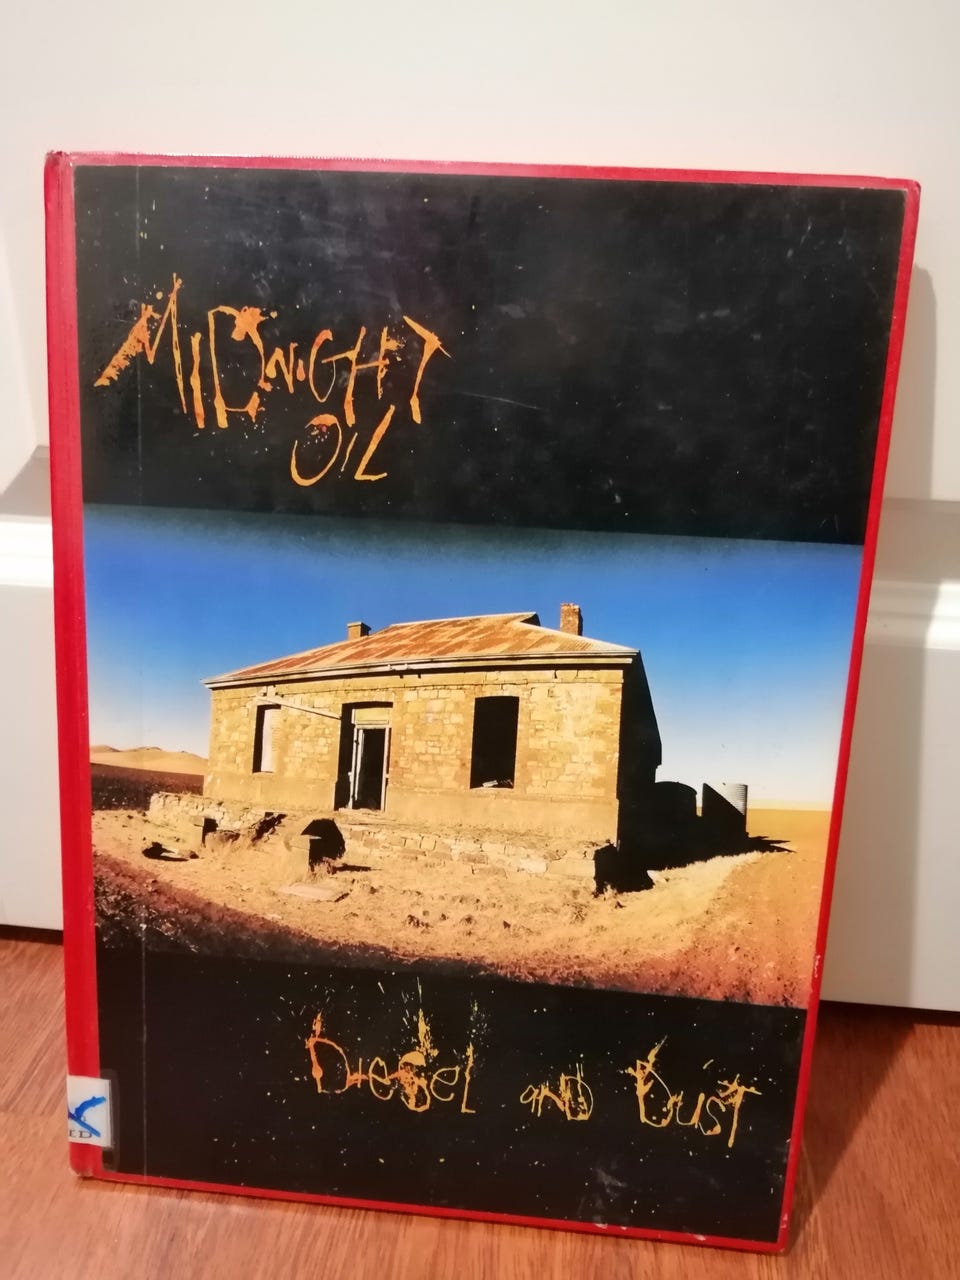 MIDNIGHT
OIL
Diesel and Dust